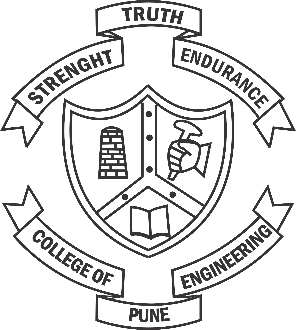 TRUTH
STRENGHT
ENDURANCE
COLLEGE OF
ENGINEERING
PUNE